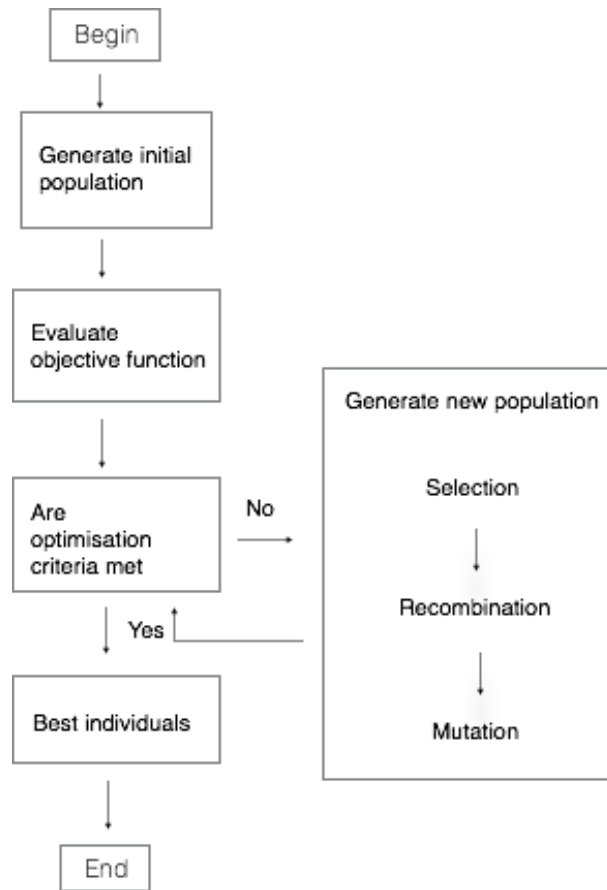 Begin
Generate initial
population
Evaluate
objective function
Are
optimisation
criteria met
No
Yes
Best individuals
End
Generate new population
Selection
Recombination
Mutation